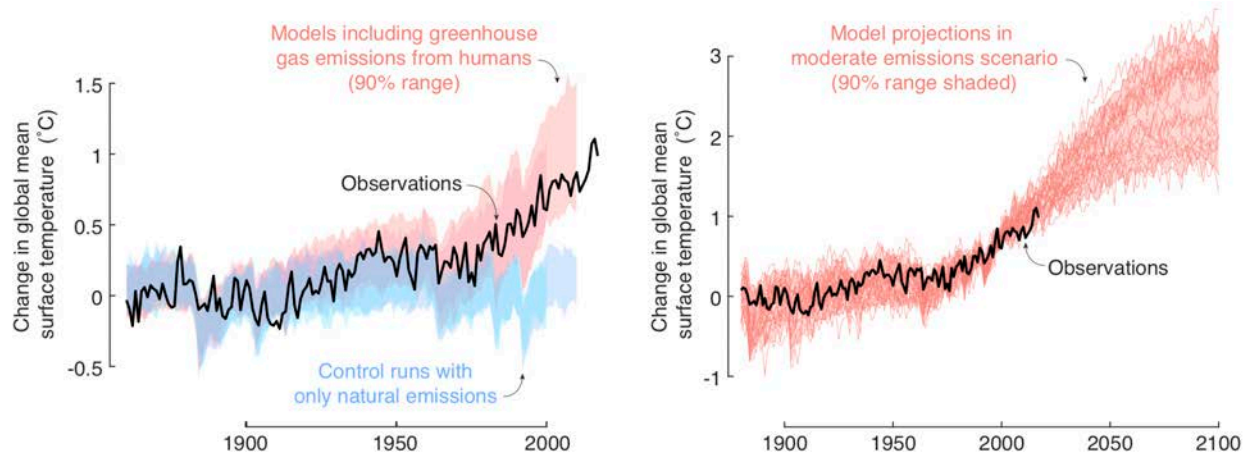 Models including greenhouse
gas emissions from humans
(90% range)
Observations
Control runs with
only natural emissions
Change in global mean
surface temperature (˚C)
1.5
1
0.5
0
-0.5
1900
1950
2000
Model projections in
moderate emissions scenario
(90% range shaded)
Observations
Change in global mean
surface temperature (˚C)
3
2
1
0
-1
1900
1950
2000
2050
2100